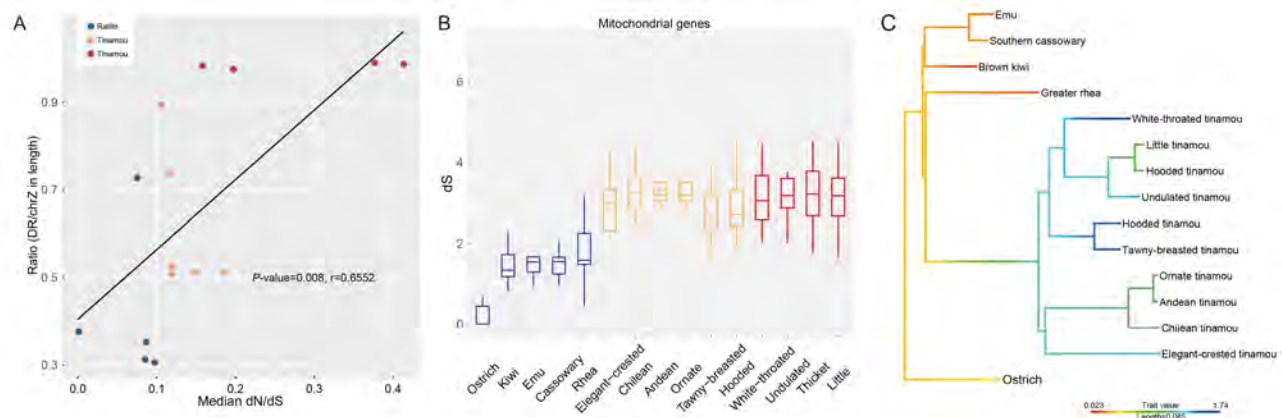 A
Ratite
Tinamou
Tinamou
Ratio (DR/chrZ in length)
0.9
0.7
0.5
0.3
P-value=0.008, r=0.6552
0.0
0.1
0.2
0.3
0.4
Median dN/dS
B
Mitochondrial genes
dS
6
4
2
0
Ostrich
Kiwi
Emu
Cassowary
Rhea
Elegant-crested
Chilean
Andean
Ornate
Tawny-breasted
Hooded
White-throated
Undulated
Thicket
Little
C
Emu
Southern cassowary
Brown kiwi
Greater rhea
White-throated tinamou
Little tinamou
Hooded tinamou
Undulated tinamou
Hooded tinamou
Tawny-breasted tinamou
Ornate tinamou
Andean tinamou
Chilean tinamou
Elegant-crested tinamou
Ostrich
0.023
Trait value
1.74
Length=0.085